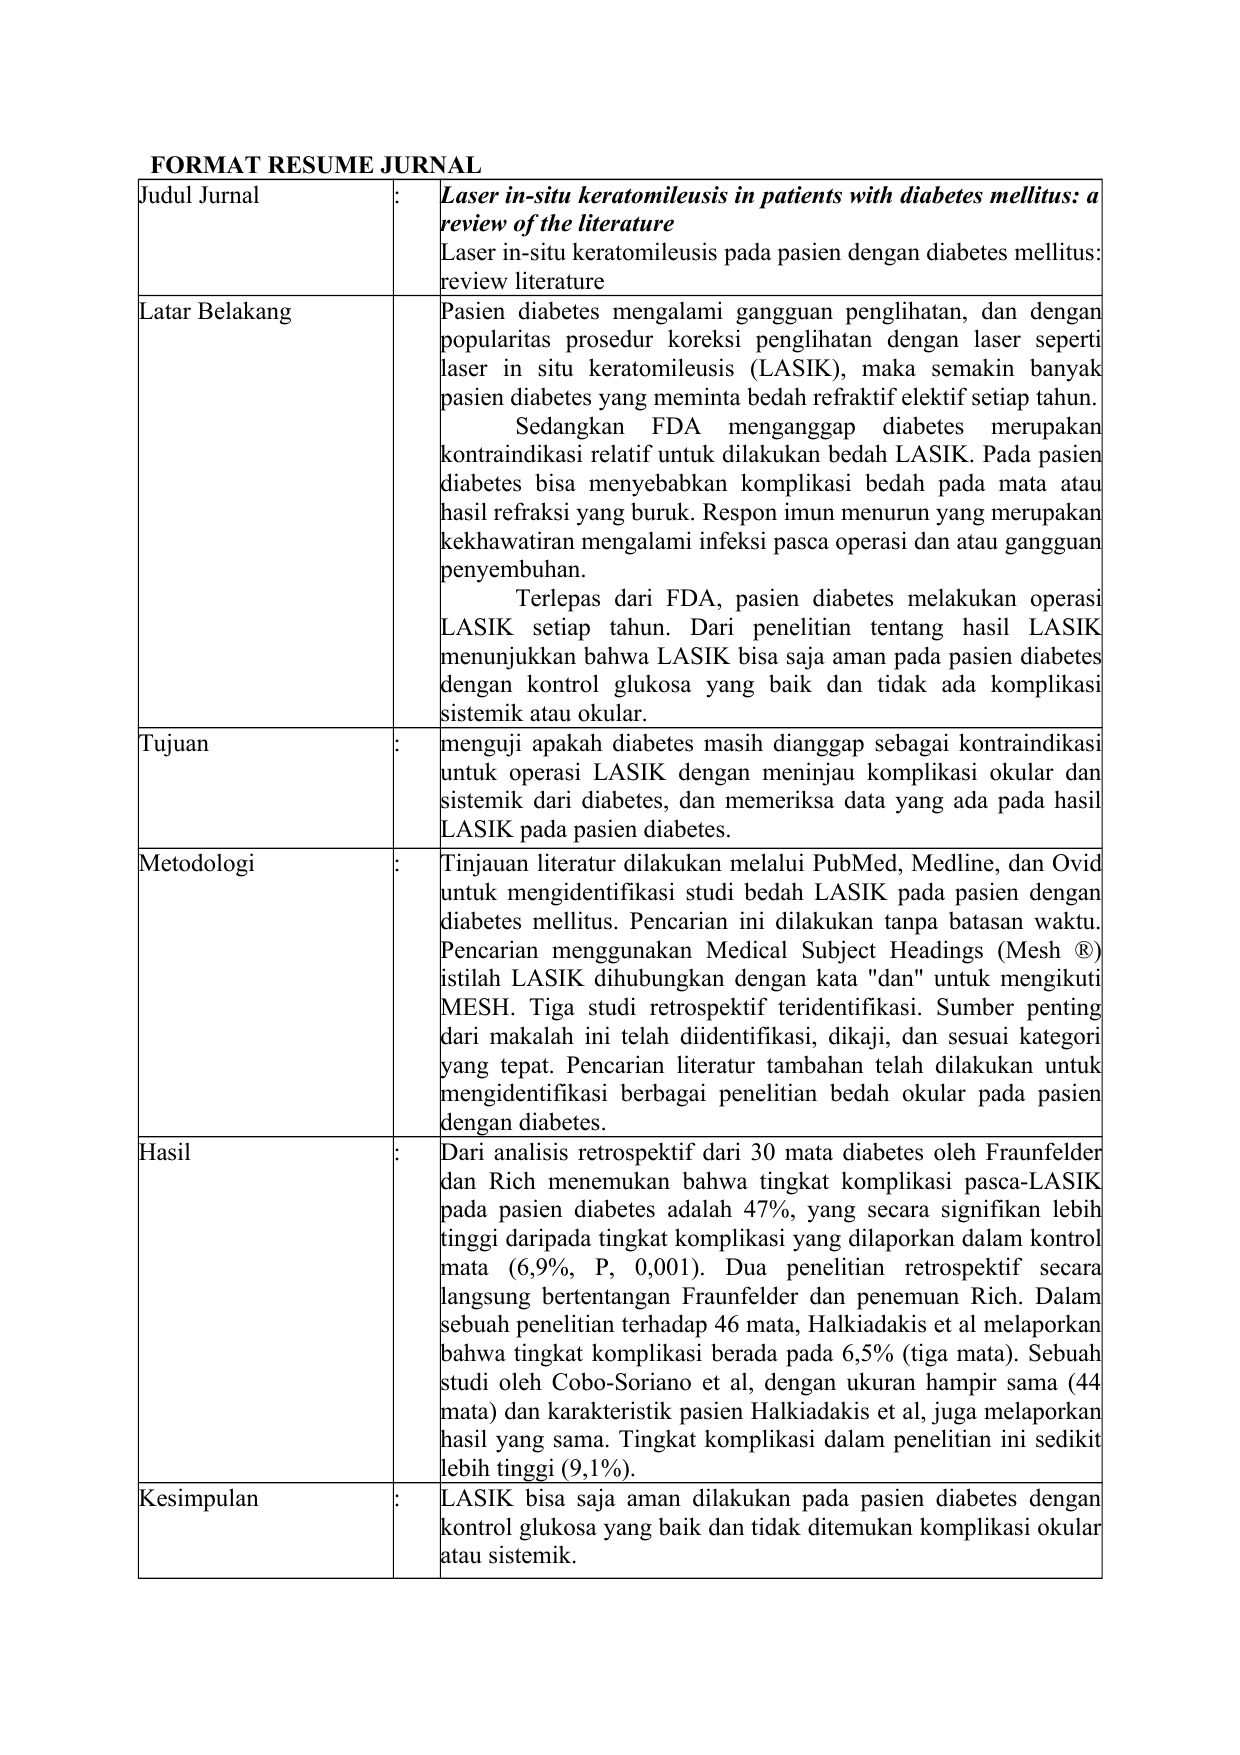 FORMAT RESUME JURNAL
Judul Jurnal : Laser in-situ keratomileusis in patients with diabetes mellitus: a
review of the literature
Laser in-situ keratomileusis pada pasien dengan diabetes mellitus:
review literature
Latar Belakang Pasien diabetes mengalami gangguan penglihatan, dan dengan
popularitas prosedur koreksi penglihatan dengan laser seperti
laser in situ keratomileusis (LASIK), maka semakin banyak
pasien diabetes yang meminta bedah refraktif elektif setiap tahun.
Sedangkan FDA menganggap diabetes merupakan
kontraindikasi relatif untuk dilakukan bedah LASIK. Pada pasien
diabetes bisa menyebabkan komplikasi bedah pada mata atau
hasil refraksi yang buruk. Respon imun menurun yang merupakan
kekhawatiran mengalami infeksi pasca operasi dan atau gangguan
penyembuhan.
Terlepas dari FDA, pasien diabetes melakukan operasi
LASIK setiap tahun. Dari penelitian tentang hasil LASIK
menunjukkan bahwa LASIK bisa saja aman pada pasien diabetes
dengan kontrol glukosa yang baik dan tidak ada komplikasi
sistemik atau okular.
Tujuan : menguji apakah diabetes masih dianggap sebagai kontraindikasi
untuk operasi LASIK dengan meninjau komplikasi okular dan
sistemik dari diabetes, dan memeriksa data yang ada pada hasil
LASIK pada pasien diabetes.
Metodologi : Tinjauan literatur dilakukan melalui PubMed, Medline, dan Ovid
untuk mengidentifikasi studi bedah LASIK pada pasien dengan
diabetes mellitus. Pencarian ini dilakukan tanpa batasan waktu.
Pencarian menggunakan Medical Subject Headings (Mesh ®)
istilah LASIK dihubungkan dengan kata "dan" untuk mengikuti
MESH. Tiga studi retrospektif teridentifikasi. Sumber penting
dari makalah ini telah diidentifikasi, dikaji, dan sesuai kategori
yang tepat. Pencarian literatur tambahan telah dilakukan untuk
mengidentifikasi berbagai penelitian bedah okular pada pasien
dengan diabetes.
Hasil : Dari analisis retrospektif dari 30 mata diabetes oleh Fraunfelder
dan Rich menemukan bahwa tingkat komplikasi pasca-LASIK
pada pasien diabetes adalah 47%, yang secara signifikan lebih
tinggi daripada tingkat komplikasi yang dilaporkan dalam kontrol
mata (6,9%, P, 0,001). Dua penelitian retrospektif secara
langsung bertentangan Fraunfelder dan penemuan Rich. Dalam
sebuah penelitian terhadap 46 mata, Halkiadakis et al melaporkan
bahwa tingkat komplikasi berada pada 6,5% (tiga mata). Sebuah
studi oleh Cobo-Soriano et al, dengan ukuran hampir sama (44
mata) dan karakteristik pasien Halkiadakis et al, juga melaporkan
hasil yang sama. Tingkat komplikasi dalam penelitian ini sedikit
lebih tinggi (9,1%).
Kesimpulan : LASIK bisa saja aman dilakukan pada pasien diabetes dengan
kontrol glukosa yang baik dan tidak ditemukan komplikasi okular
atau sistemik.